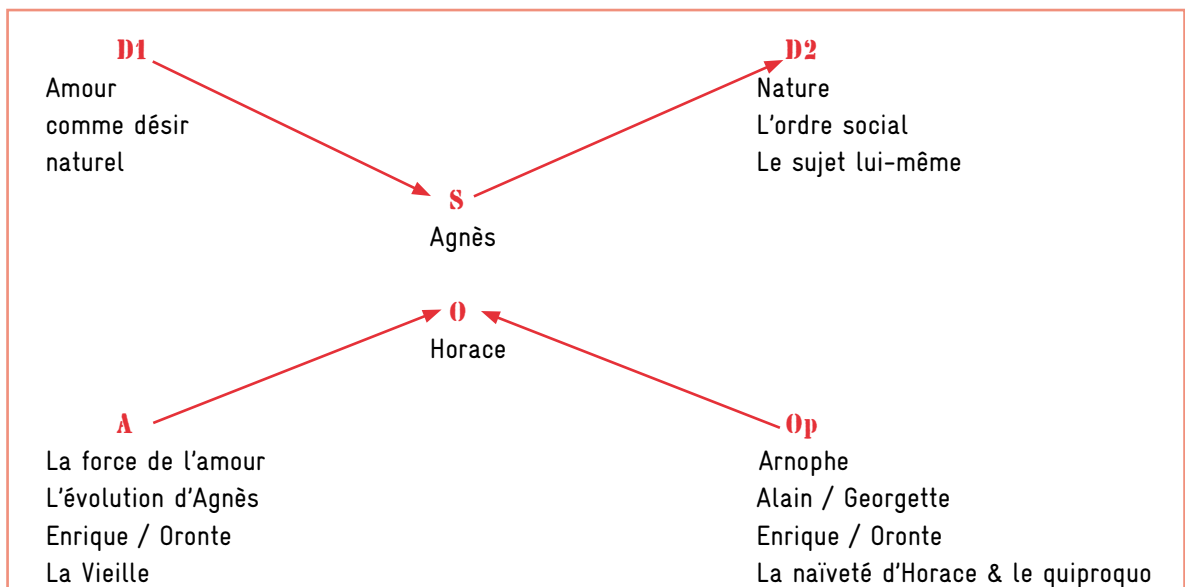 D1
Amour
comme désir
naturel
D2
Nature
L'ordre social
Le sujet lui-même
S
Agnès
O
Horace
A
La force de l'amour
L'évolution d'Agnès
Enrique / Oronte
La Vieille
Op
Arnophe
Alain / Georgette
Enrique / Oronte
La naïveté d'Horace & le quiproquo